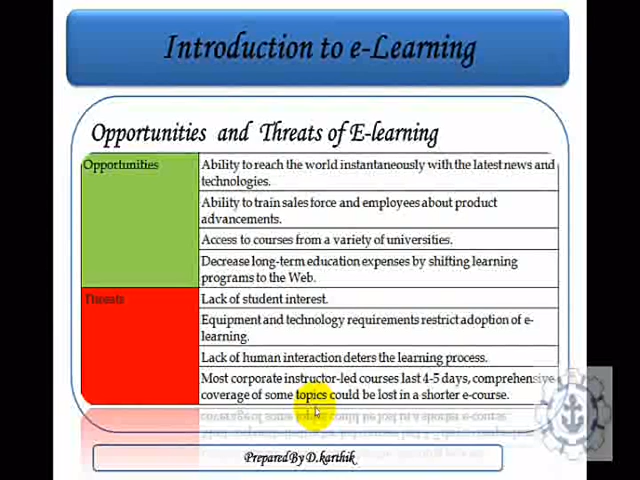 Introduction to e-Learning
Opportunities and Threats of E-learning
Opportunities
Ability to reach the world instantaneously with the latest news and
technologies.
Ability to train sales force and employees about product
advancements.
Access to courses from a variety of universities.
Decrease long-term education expenses by shifting learning
programs to the Web.
Threats
Lack of student interest.
Equipment and technology requirements restrict adoption of e-
learning.
Lack of human interaction deters the learning process.
Most corporate instructor-led courses last 4-5 days, comprehensive
coverage of some topics could be lost in a shorter e-course.
Prepared By D.karthik